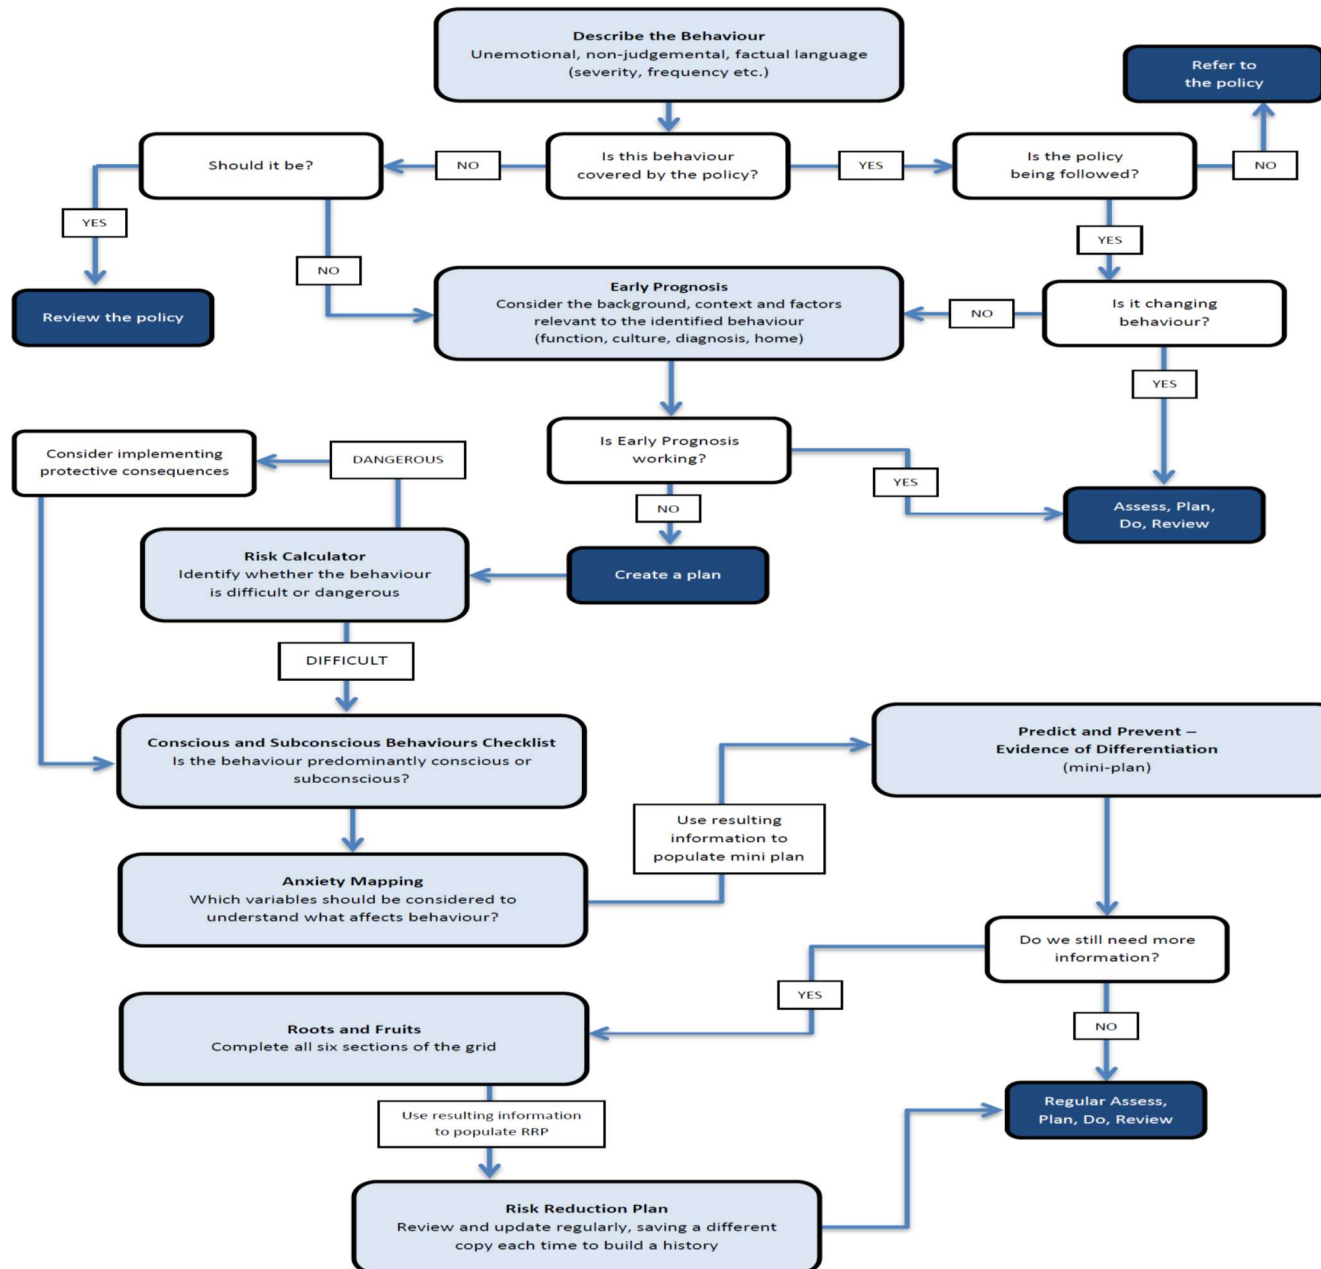 Describe the Behaviour
Unemotional, non-judgemental, factual language
(severity, frequency etc.)
Refer to
the policy
Should it be?
NO
Is this behaviour
covered by the policy?
YES
Is the policy
being followed?
NO
YES
YES
NO
Review the policy
Early Prognosis
Consider the background, context and factors
relevant to the identified behaviour
(function, culture, diagnosis, home)
NO
Is it changing
behaviour?
YES
Consider implementing
protective consequences
DANGEROUS
Is Early Prognosis
working?
YES
NO
Assess, Plan,
Do, Review
Risk Calculator
Identify whether the behaviour
is difficult or dangerous
Create a plan
DIFFICULT
Conscious and Subconscious Behaviours Checklist
Is the behaviour predominantly conscious or
subconscious?
Predict and Prevent –
Evidence of Differentiation
(mini-plan)
Use resulting
information to
populate mini plan
Anxiety Mapping
Which variables should be considered to
understand what affects behaviour?
Do we still need more
information?
YES
NO
Roots and Fruits
Complete all six sections of the grid
Use resulting information
to populate RRP
Regular Assess,
Plan, Do, Review
Risk Reduction Plan
Review and update regularly, saving a different
copy each time to build a history